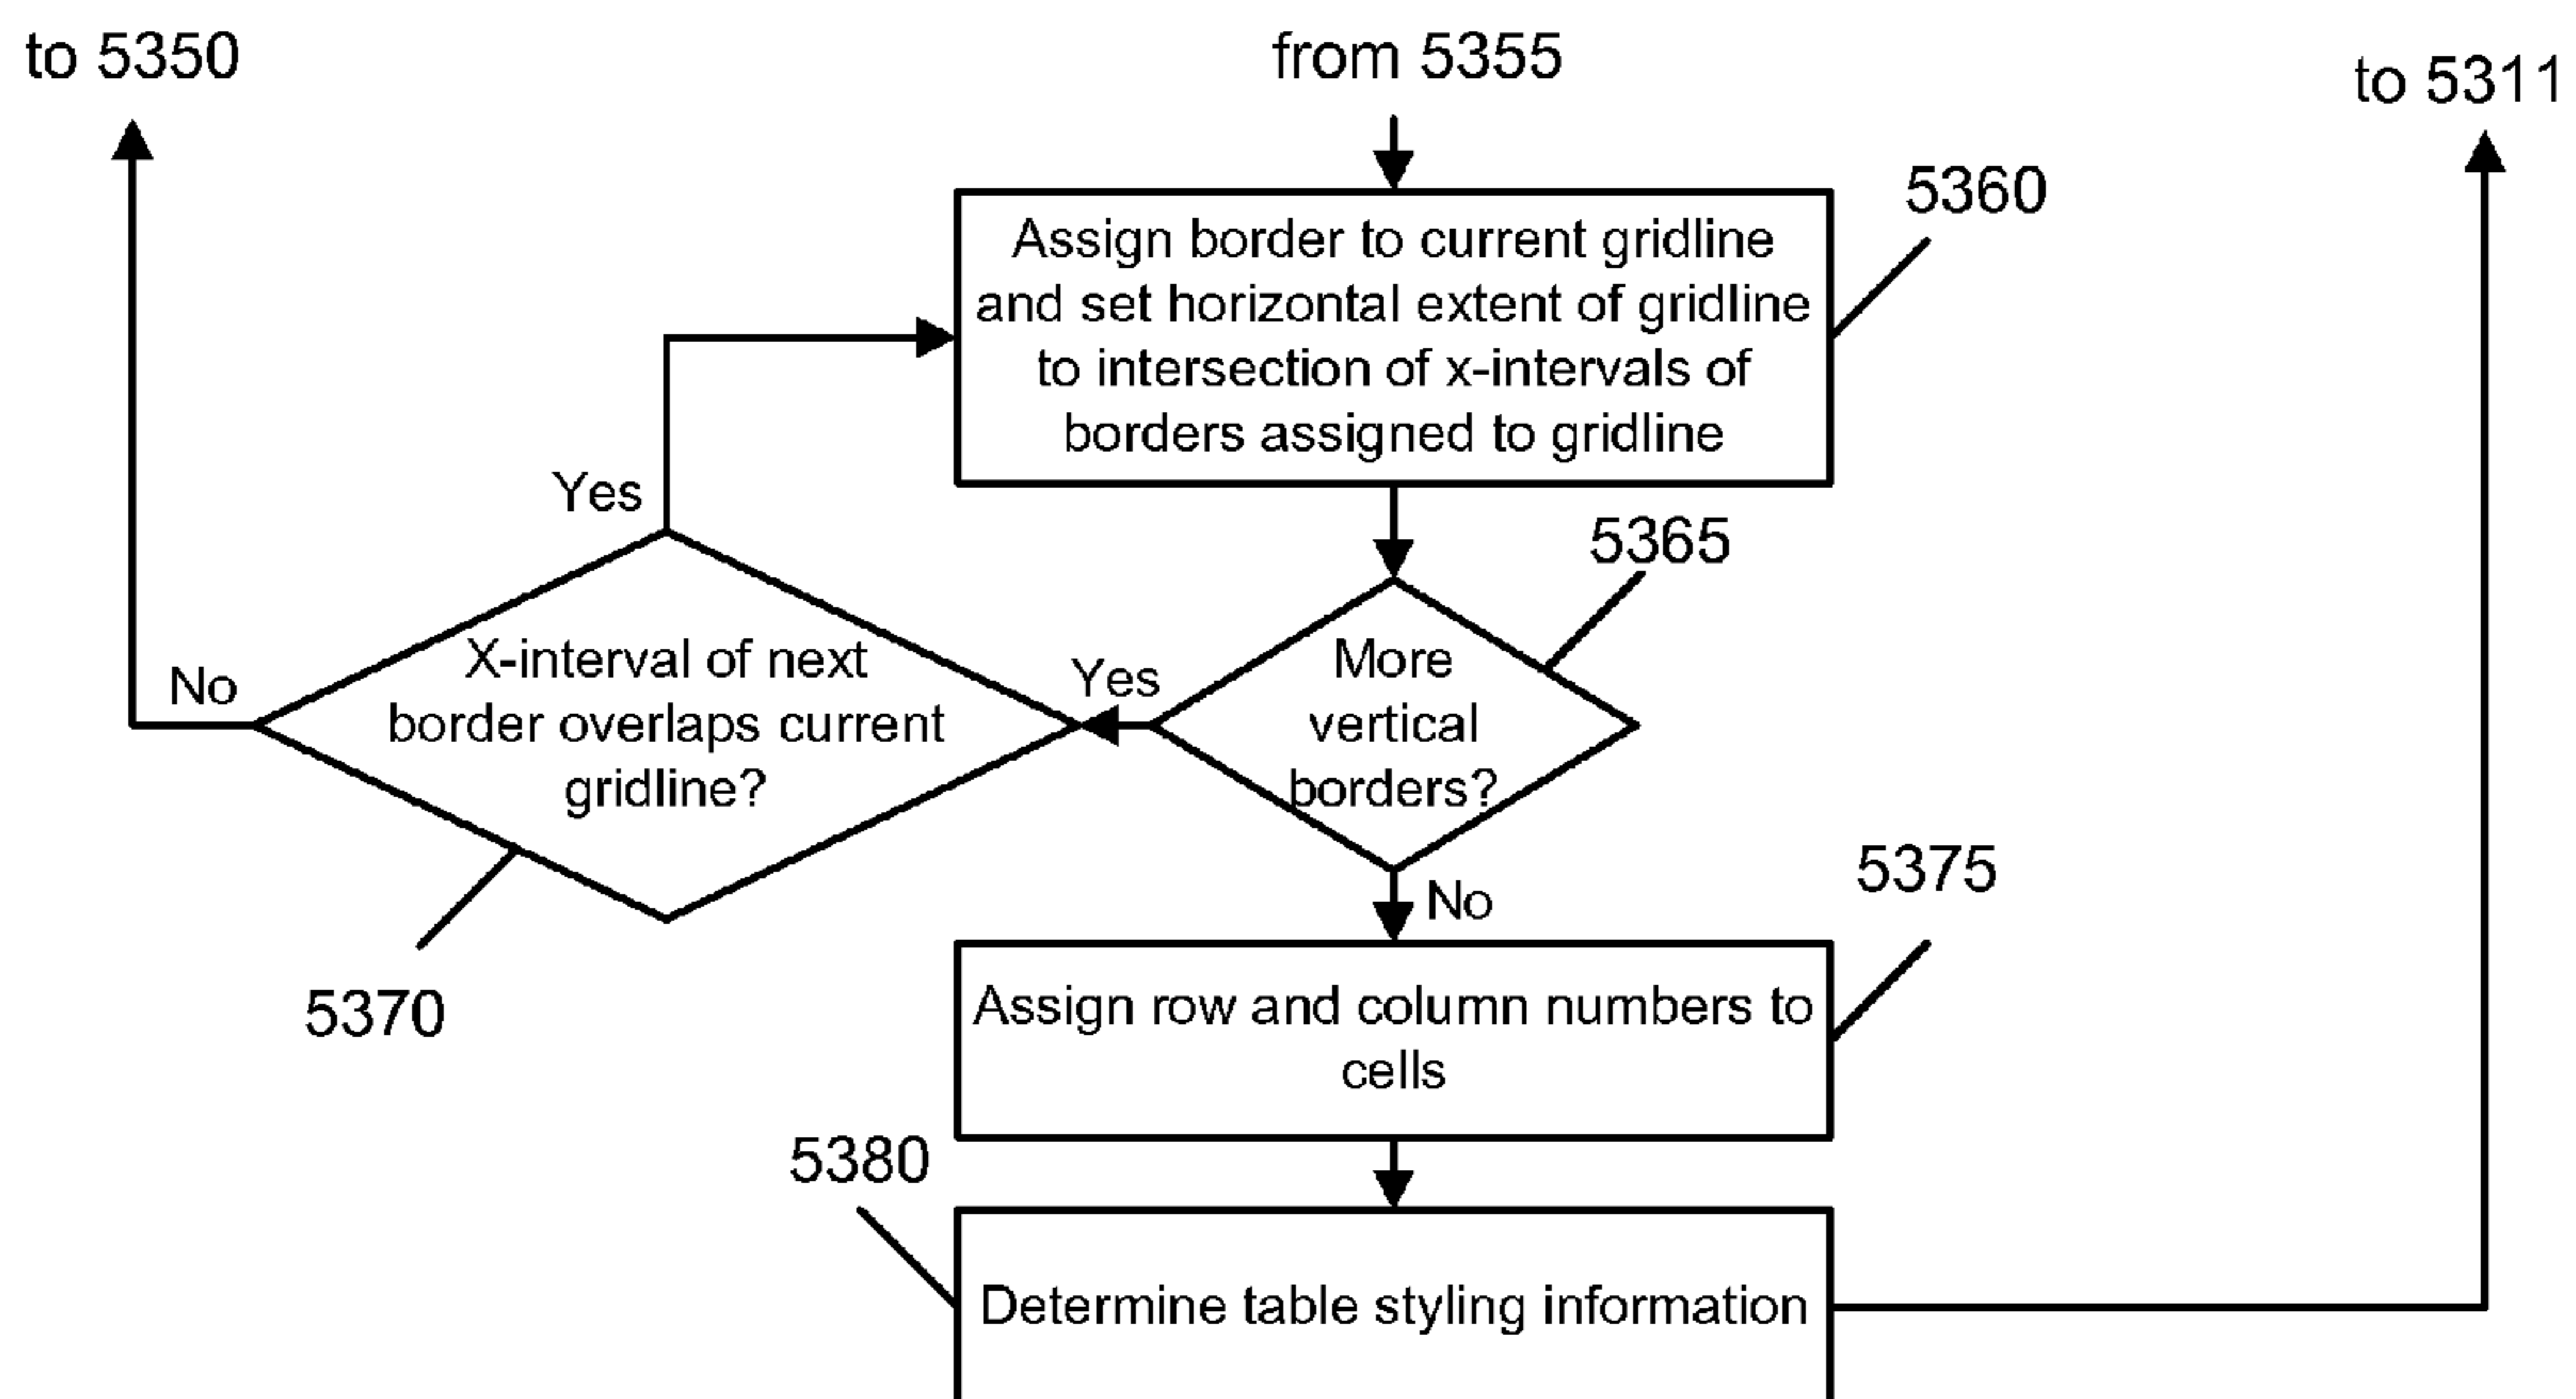 to 5350
from 5355
to 5311
5360
Assign border to current gridline
and set horizontal extent of gridline
to intersection of x-intervals of
borders assigned to gridline
Yes
5365
X-interval of next
border overlaps current
gridline?
No
Yes
More
vertical
borders?
5370
No
5375
Assign row and column numbers to
cells
5380
Determine table styling information